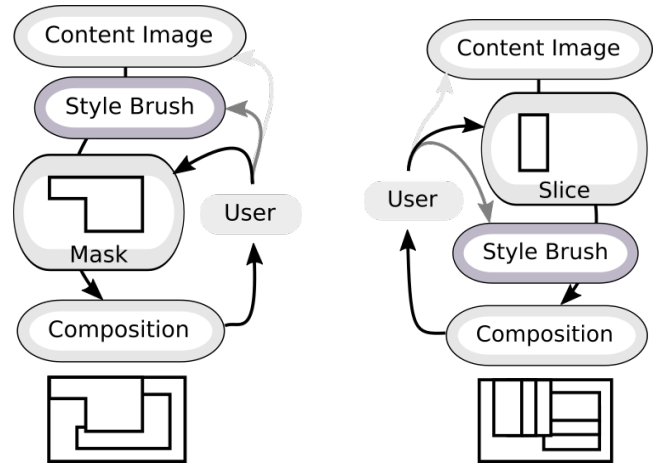 Content Image
Style Brush
Mask
User
Composition
Content Image
Slice
User
Style Brush
Composition